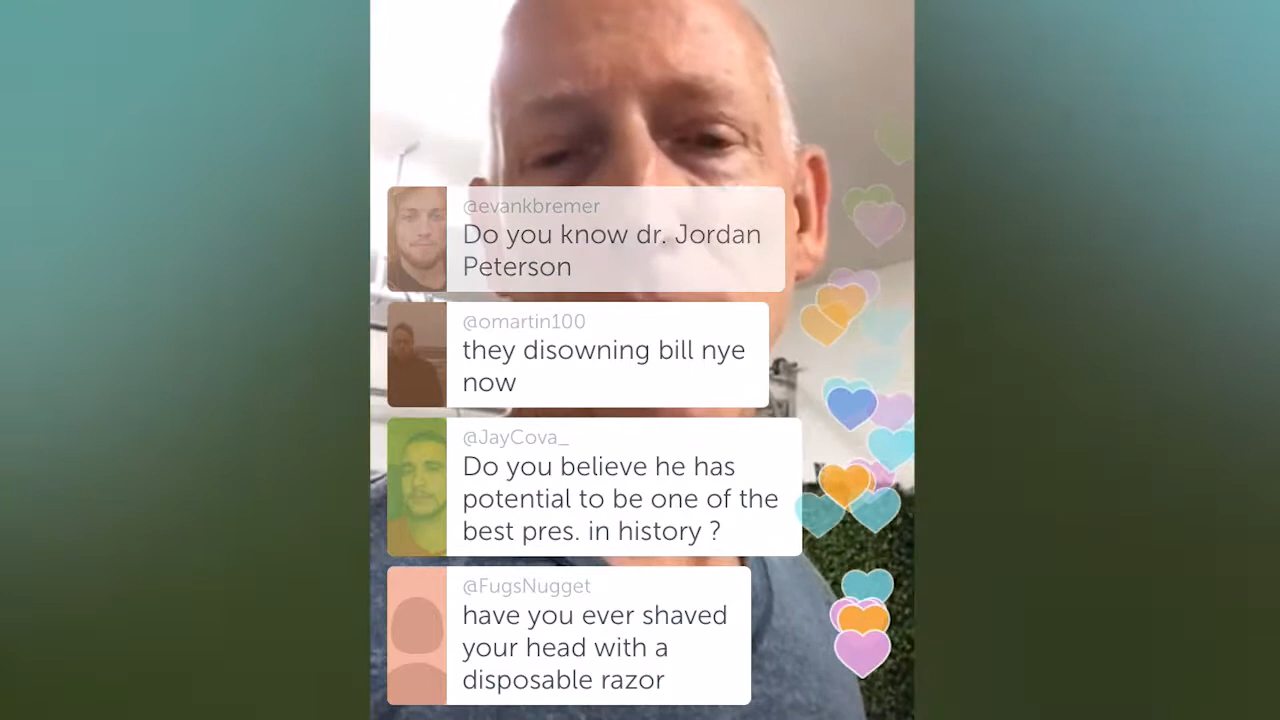 @evankbremer
Do you know dr. Jordan
Peterson
@omartin100
they disowning bill nye
now
@JayCova_
Do you believe he has
potential to be one of the
best pres. in history ?
@FugsNugget
have you ever shaved
your head with a
disposable razor